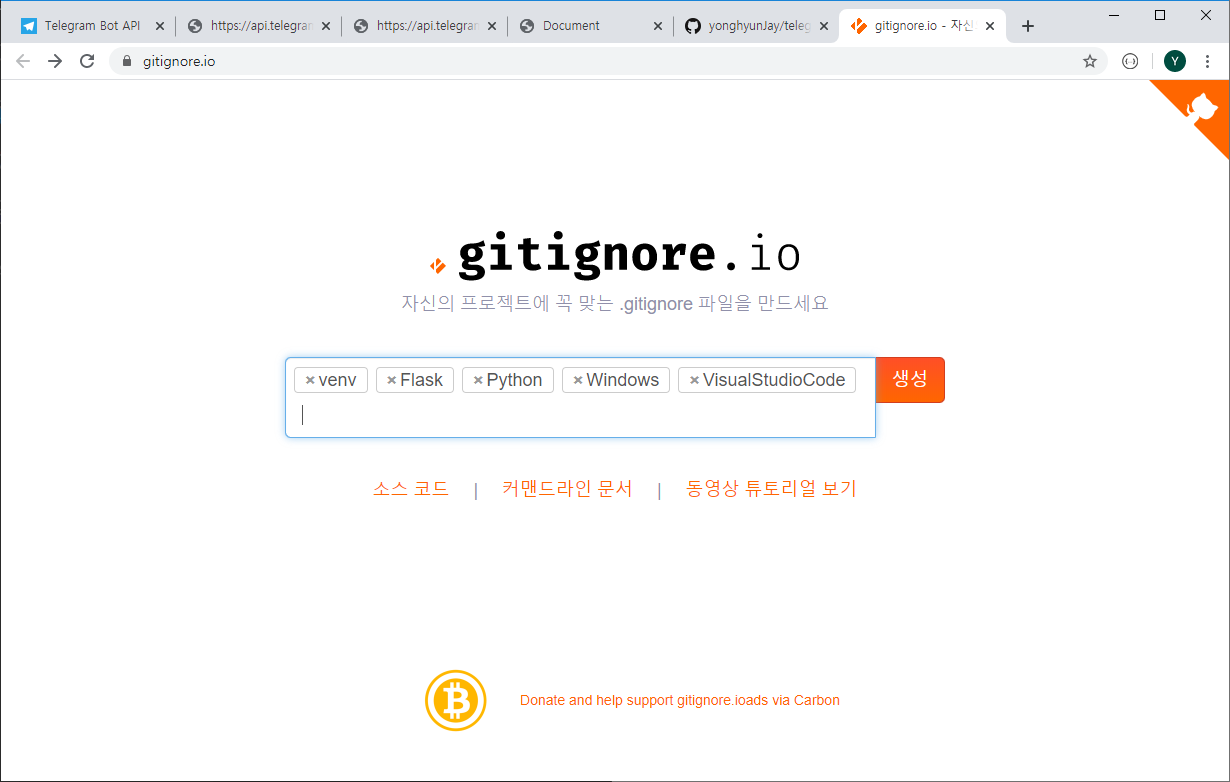 Telegram Bot API
https://api.telegram
https://api.telegram
Document
yonghyunJay/teleg
gitignore.io - 자신
gitignore.io
Y
gitignore.io
자신의 프로젝트에 꼭 맞는 .gitignore 파일을 만드세요
×venv ×Flask ×Python ×Windows ×VisualStudioCode
생성
소스 코드 | 커맨드라인 문서 | 동영상 튜토리얼 보기
Donate and help support gitignore.ioads via Carbon